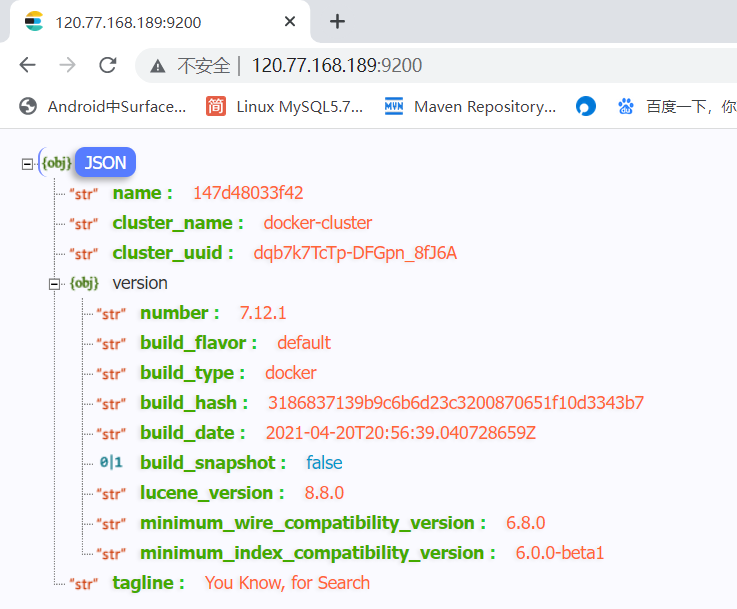 120.77.168.189:9200
不安全 | 120.77.168.189:9200
Android中Surface... 简 Linux MySQL5.7... MVN Maven Repository... 百度一下，你
{obj} JSON
"str" name : 147d48033f42
"str" cluster_name : docker-cluster
"str" cluster_uuid : dqb7k7TcTp-DFGpn_8fJ6A
{obj} version
"str" number : 7.12.1
"str" build_flavor : default
"str" build_type : docker
"str" build_hash : 3186837139b9c6b6d23c3200870651f10d3343b7
"str" build_date : 2021-04-20T20:56:39.040728659Z
0|1 build_snapshot : false
"str" lucene_version : 8.8.0
"str" minimum_wire_compatibility_version : 6.8.0
"str" minimum_index_compatibility_version : 6.0.0-beta1
"str" tagline : You Know, for Search